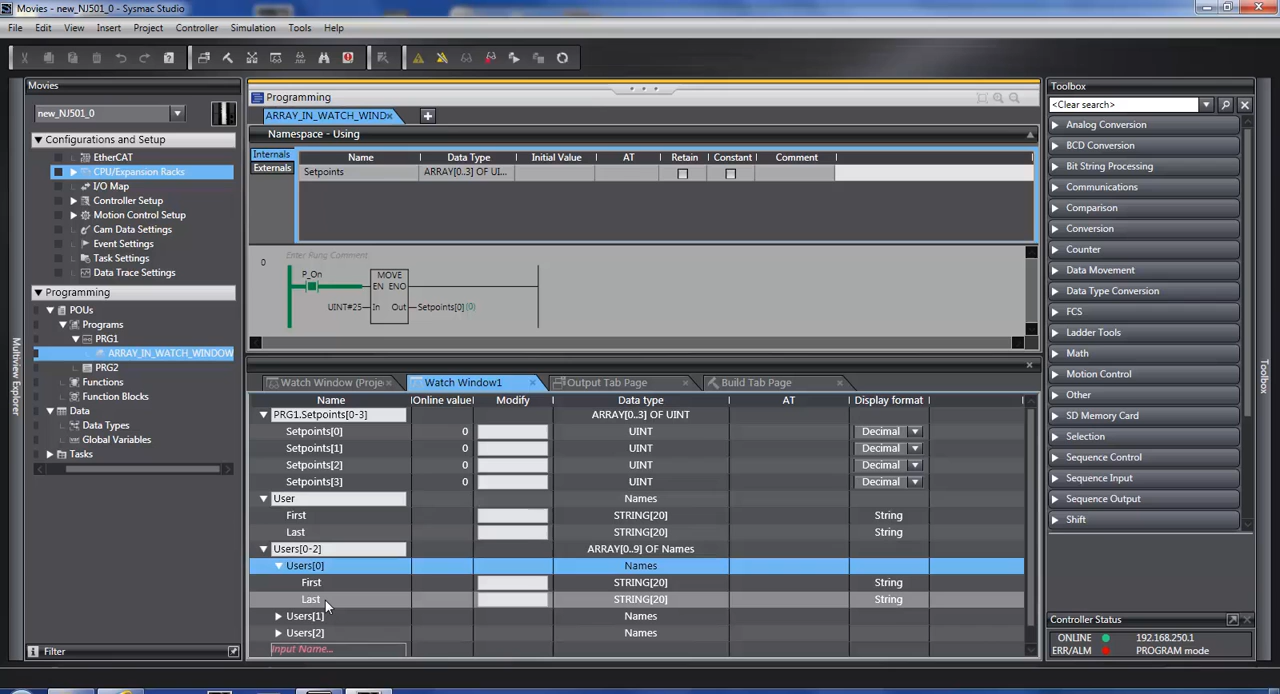 Movies - new_NJ501_0 - Sysmac Studio
File Edit View Insert Project Controller Simulation Tools Help
Movies
new_NJ501_0
Configurations and Setup
EtherCAT
CPU/Expansion Racks
I/O Map
Controller Setup
Motion Control Setup
Cam Data Settings
Event Settings
Task Settings
Data Trace Settings
Programming
POUs
Programs
PRG1
ARRAY_IN_WATCH_WINDOW
PRG2
Functions
Function Blocks
Data
Data Types
Global Variables
Tasks
Filter
Multiview Explorer
Programming
ARRAY_IN_WATCH_WIND
Namespace - Using
Internals
Externals
Name Data Type Initial Value AT Retain Constant Comment
Setpoints ARRAY[0..3] OF UI...
0
Enter Rung Comment
P_On MOVE
EN ENO
UINT#25 In Out Setpoints[0] (0)
Watch Window (Proje Watch Window1 Output Tab Page Build Tab Page
Name Online value Modify Data type AT Display format
PRG1.Setpoints[0-3] ARRAY[0..3] OF UINT
Setpoints[0] 0 UINT Decimal
Setpoints[1] 0 UINT Decimal
Setpoints[2] 0 UINT Decimal
Setpoints[3] 0 UINT Decimal
User Names
First STRING[20] String
Last STRING[20] String
Users[0-2] ARRAY[0..9] OF Names
Users[0] Names
First STRING[20] String
Last STRING[20] String
Users[1] Names
Users[2] Names
Input Name...
Toolbox
<Clear search>
Analog Conversion
BCD Conversion
Bit String Processing
Communications
Comparison
Conversion
Counter
Data Movement
Data Type Conversion
FCS
Ladder Tools
Math
Motion Control
Other
SD Memory Card
Selection
Sequence Control
Sequence Input
Sequence Output
Shift
Controller Status
ONLINE 192.168.250.1
ERR/ALM PROGRAM mode
Toolbox